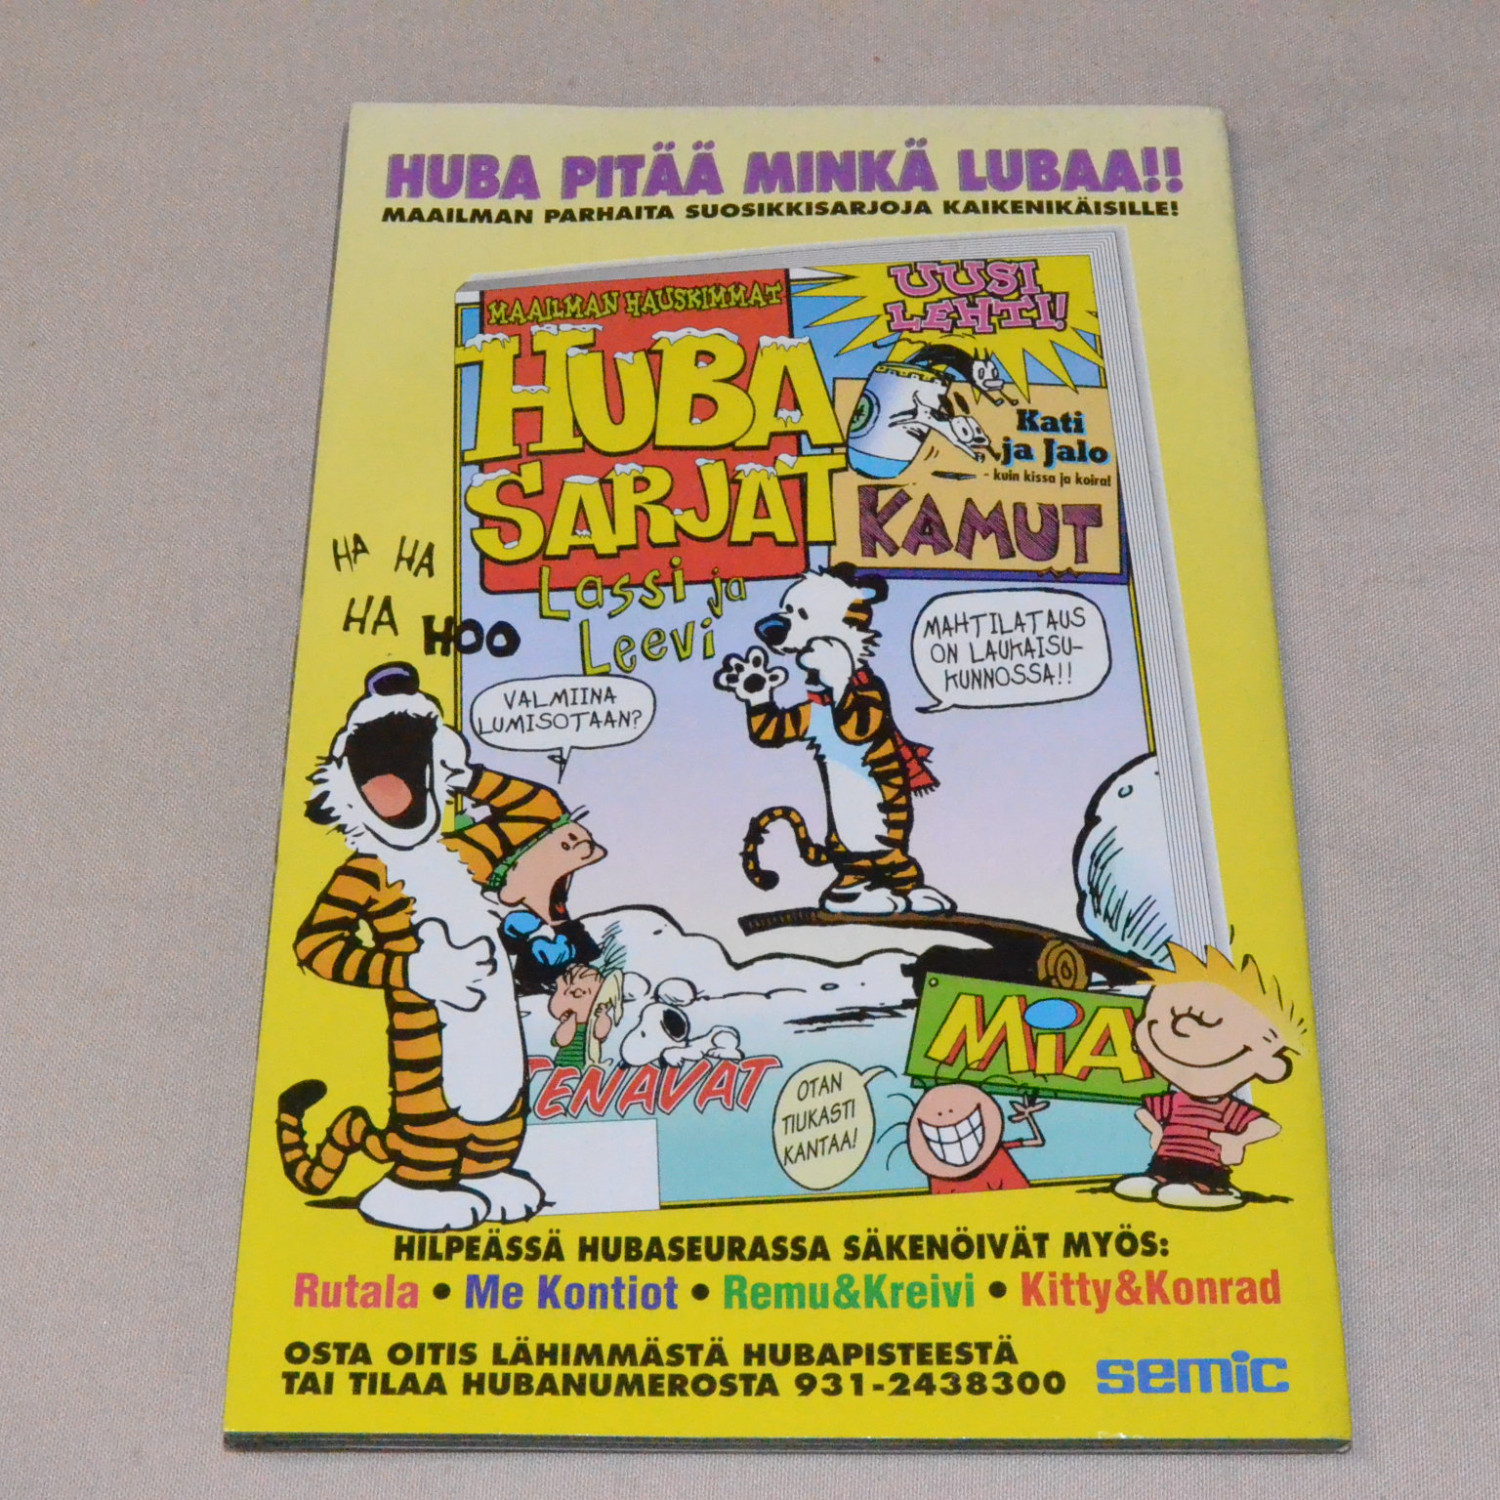 HUBA PITÄÄ MINKÄ LUBAA!!
MAAILMAN PARHAITA SUOSIKKISARJOJA KAIKENIKÄISILLE!
MAAILMAN HAUSKIMMAT
HUBA
SARJAT
UUSI
LEHTI!
Kati
ja Jalo
- kuin kissa ja koira!
KAMUT
Lassi ja
Leevi
HA HA
HA HOO
VALMIINA
LUMISOTAAN?
MAHTILATAUS
ON LAUKAISU-
KUNNOSSA!!
MiA
TENAVAT
OTAN
TIUKASTI
KANTAA!
HILPEÄSSÄ HUBASEURASSA SÄKENÖIVÄT MYÖS:
Rutala • Me Kontiot • Remu&Kreivi • Kitty&Konrad
OSTA OITIS LÄHIMMÄSTÄ HUBAPISTEESTÄ
TAI TILAA HUBANUMEROSTA 931-2438300
semic